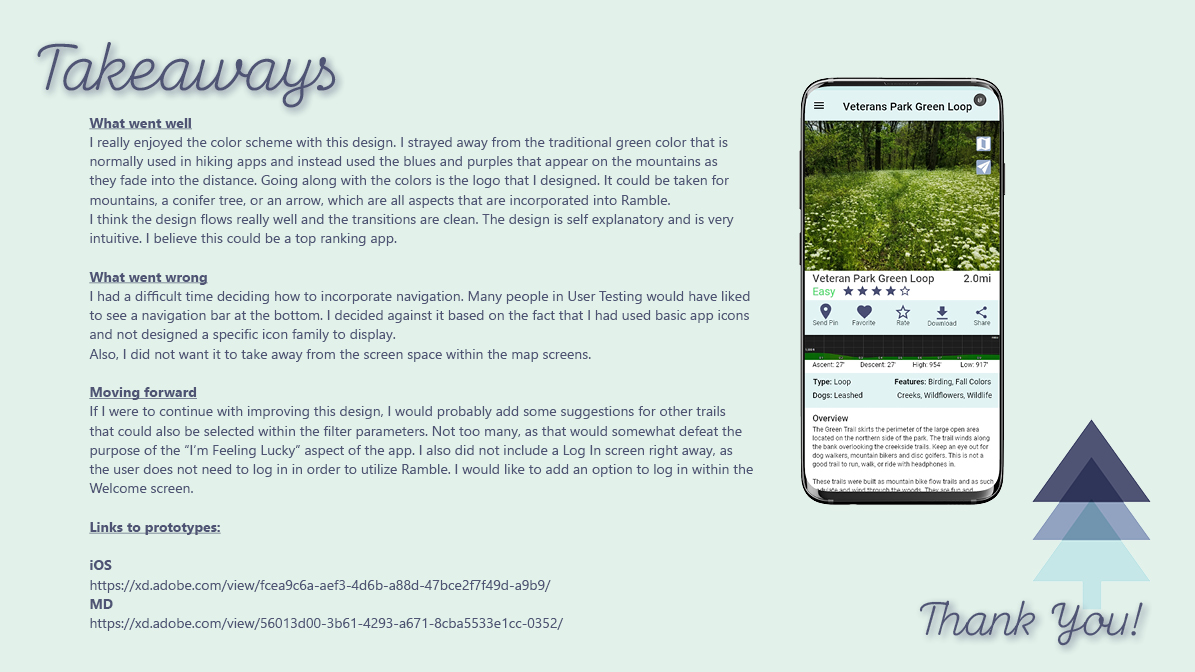 Takeaways
What went well
I really enjoyed the color scheme with this design. I strayed away from the traditional green color that is
normally used in hiking apps and instead used the blues and purples that appear on the mountains as
they fade into the distance. Going along with the colors is the logo that I designed. It could be taken for
mountains, a conifer tree, or an arrow, which are all aspects that are incorporated into Ramble.
I think the design flows really well and the transitions are clean. The design is self explanatory and is very
intuitive. I believe this could be a top ranking app.
What went wrong
I had a difficult time deciding how to incorporate navigation. Many people in User Testing would have liked
to see a navigation bar at the bottom. I decided against it based on the fact that I had used basic app icons
and not designed a specific icon family to display.
Also, I did not want it to take away from the screen space within the map screens.
Moving forward
If I were to continue with improving this design, I would probably add some suggestions for other trails
that could also be selected within the filter parameters. Not too many, as that would somewhat defeat the
purpose of the “I’m Feeling Lucky” aspect of the app. I also did not include a Log In screen right away, as
the user does not need to log in in order to utilize Ramble. I would like to add an option to log in within the
Welcome screen.
Links to prototypes:
iOS
https://xd.adobe.com/view/fcea9c6a-aef3-4d6b-a88d-47bce2f7f49d-a9b9/
MD
https://xd.adobe.com/view/56013d00-3b61-4293-a671-8cba5533e1cc-0352/
Veterans Park Green Loop
Veteran Park Green Loop 2.0mi
Easy
Send Pin Favorite Rate Download Share
Ascent: 27' Descent: 27' High: 954' Low: 917'
Type: Loop Features: Birding, Fall Colors
Dogs: Leashed Creeks, Wildflowers, Wildlife
Overview
The Green Trail skirts the perimeter of the large open area
located on the northern side of the park. The trail winds along
the bank overlooking the creekside trails. Keep an eye out for
dog walkers, mountain bikers and disc golfers. This is not a
good trail to run, walk, or ride with headphones in.
These trails were built as mountain bike flow trails and as such
and wind through the woods. They are fun and
Thank You!